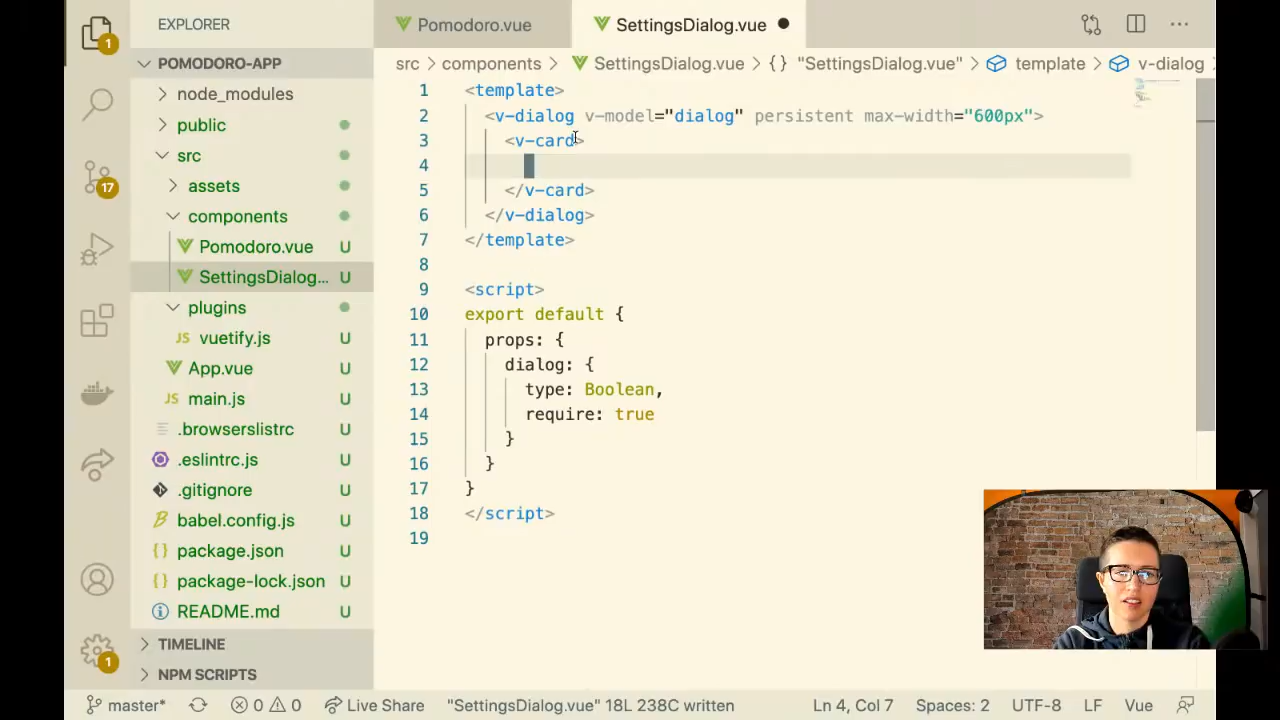 EXPLORER
POMODORO-APP
node_modules
public
src
assets
components
Pomodoro.vue U
SettingsDialog... U
plugins
JS vuetify.js U
App.vue U
JS main.js U
.browserslistrc U
.eslintrc.js U
.gitignore U
babel.config.js U
package.json U
package-lock.json U
README.md U
TIMELINE
NPM SCRIPTS
1
17
1
Pomodoro.vue
SettingsDialog.vue
src > components > SettingsDialog.vue > {} "SettingsDialog.vue" > template > v-dialog
1 <template>
2 <v-dialog v-model="dialog" persistent max-width="600px">
3 <v-card>
4
5 </v-card>
6 </v-dialog>
7 </template>
8
9 <script>
10 export default {
11 props: {
12 dialog: {
13 type: Boolean,
14 require: true
15 }
16 }
17 }
18 </script>
19
master* 0 0 Live Share "SettingsDialog.vue" 18L 238C written Ln 4, Col 7 Spaces: 2 UTF-8 LF Vue